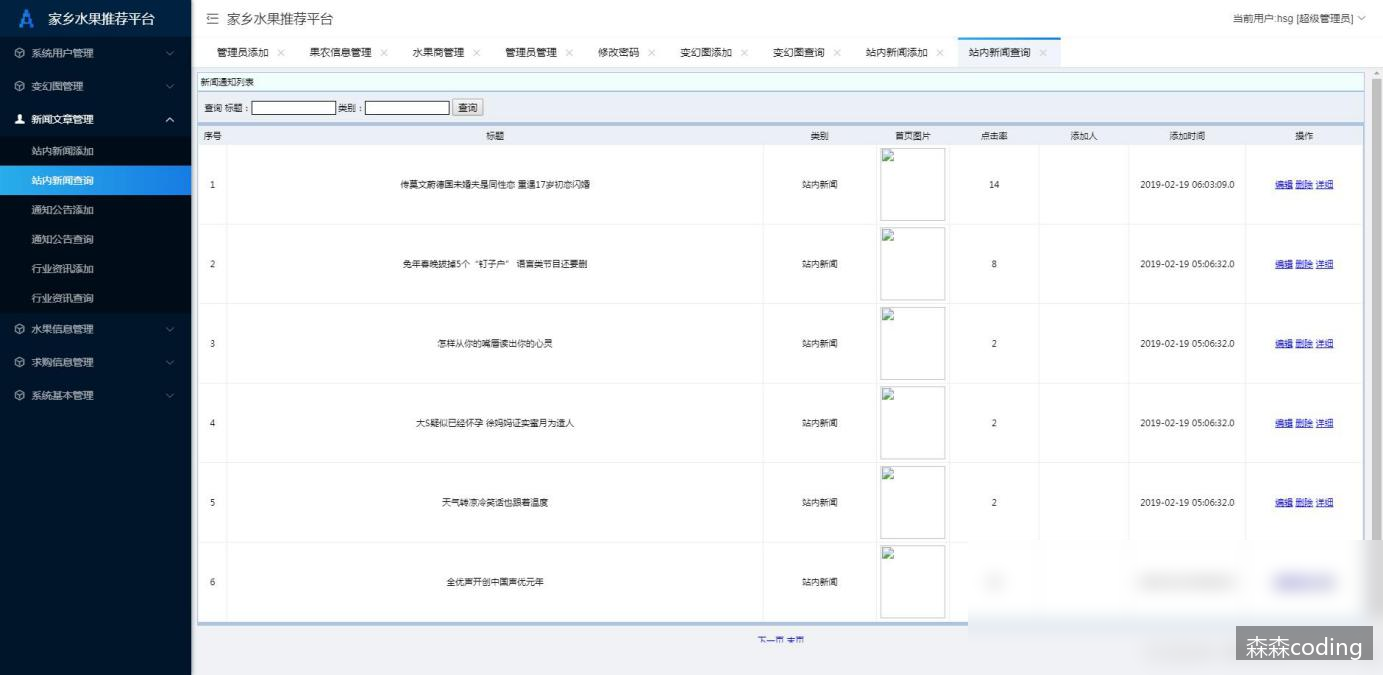 家乡水果推荐平台
家乡水果推荐平台
当前用户:hsg [超级管理员]
管理员添加 果农信息管理 水果商管理 管理员管理 修改密码 变幻图添加 变幻图查询 站内新闻添加 站内新闻查询
系统用户管理
变幻图管理
新闻文章管理
站内新闻添加
站内新闻查询
通知公告添加
通知公告查询
行业资讯添加
行业资讯查询
水果信息管理
求购信息管理
系统基本管理
新闻通知列表
查询 标题： 类别： 查询
序号 标题 类别 首页图片 点击率 添加人 添加时间 操作
1 传莫文蔚德国未婚夫是同性恋 重遇17岁初恋闪婚 站内新闻 14 2019-02-19 06:03:09.0 编辑 删除 详细
2 兔年春晚拔掉5个“钉子户” 语言类节目还要删 站内新闻 8 2019-02-19 05:06:32.0 编辑 删除 详细
3 怎样从你的嘴唇读出你的心灵 站内新闻 2 2019-02-19 05:06:32.0 编辑 删除 详细
4 大S疑似已经怀孕 徐妈妈证实蜜月为造人 站内新闻 2 2019-02-19 05:06:32.0 编辑 删除 详细
5 天气转凉冷笑话也跟着温度 站内新闻 2 2019-02-19 05:06:32.0 编辑 删除 详细
6 全优声开创中国声优元年 站内新闻
下一页 末页
森森coding